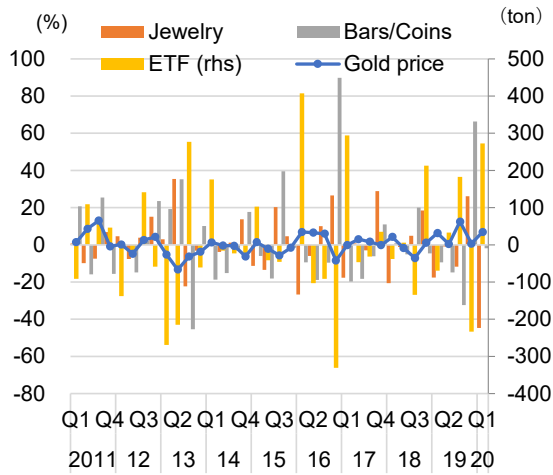 (%) (ton)
Jewelry Bars/Coins
ETF (rhs) Gold price
100 500
80 400
60 300
40 200
20 100
0 0
-20 -100
-40 -200
-60 -300
-80 -400
Q1 Q4 Q3 Q2 Q1 Q4 Q3 Q2 Q1 Q4 Q3 Q2 Q1
2011 12 13 14 15 16 17 18 19 20